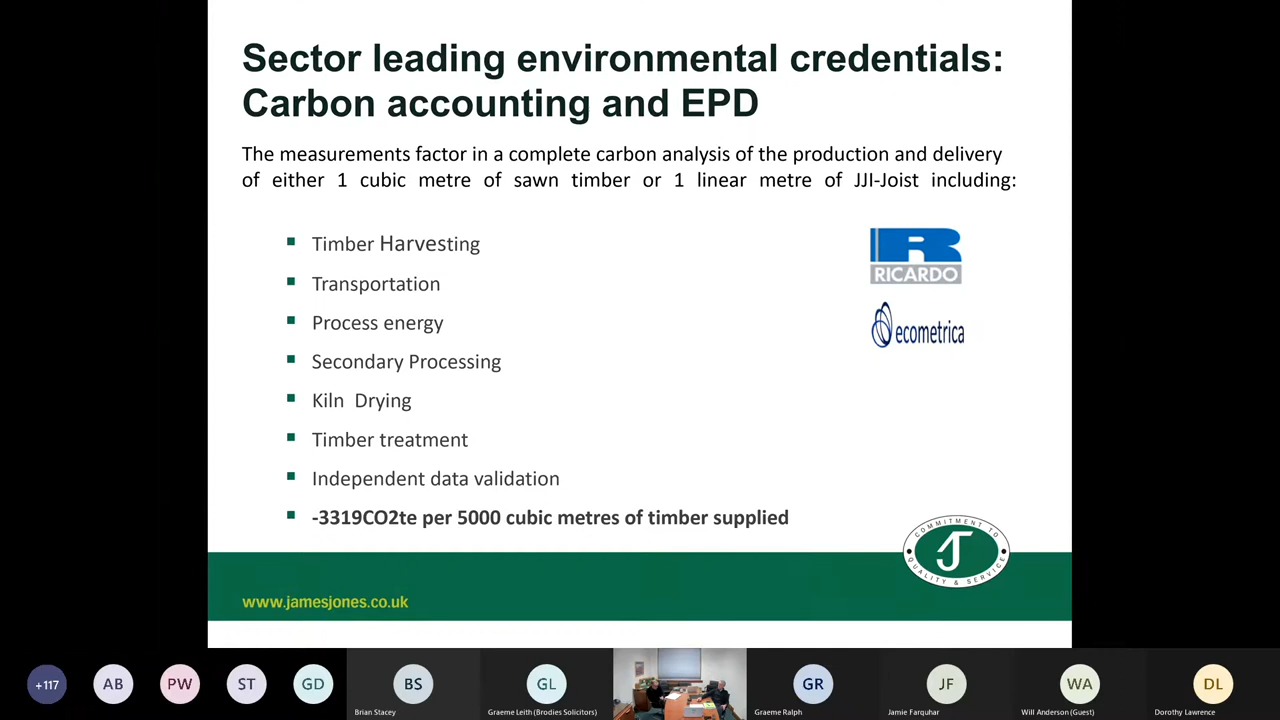 Sector leading environmental credentials:
Carbon accounting and EPD
The measurements factor in a complete carbon analysis of the production and delivery
of either 1 cubic metre of sawn timber or 1 linear metre of JJI-Joist including:
Timber Harvesting
Transportation
Process energy
Secondary Processing
Kiln Drying
Timber treatment
Independent data validation
-3319CO2te per 5000 cubic metres of timber supplied
R
RICARDO
ecometrica
COMMITMENT TO
J
QUALITY & SERVICE
www.jamesjones.co.uk
+117
AB
PW
ST
GD
BS
GL
GR
JF
WA
DL
Brian Stacey
Graeme Leith (Brodies Solicitors)
Graeme Ralph
Jamie Farquhar
Will Anderson (Guest)
Dorothy Lawrence